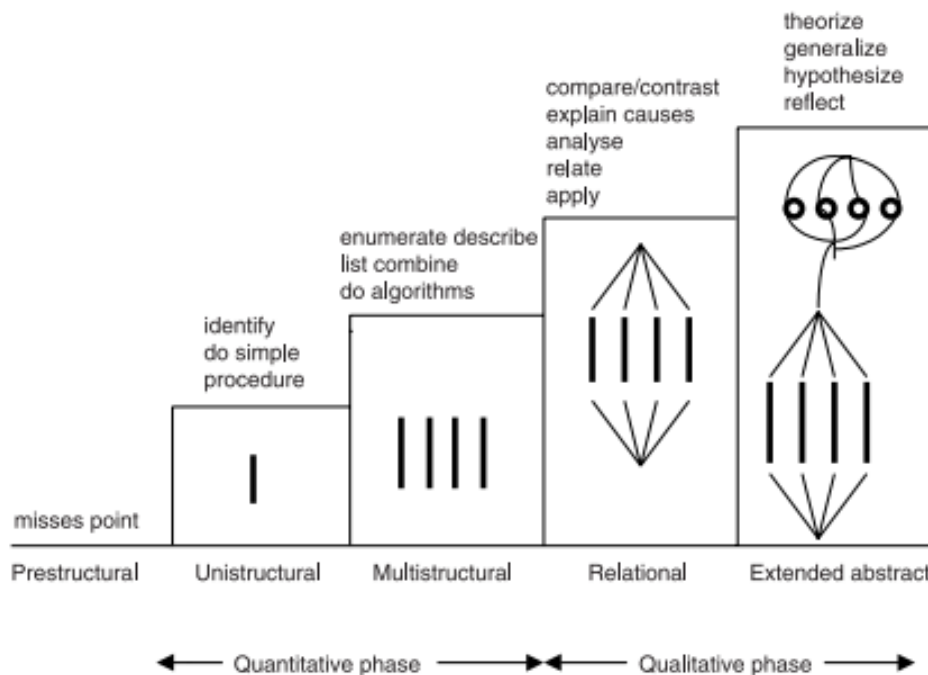 theorize
generalize
hypothesize
reflect
compare/contrast
explain causes
analyse
relate
apply
enumerate describe
list combine
do algorithms
identify
do simple
procedure
misses point
Prestructural
Unistructural
Multistructural
Relational
Extended abstract
Quantitative phase
Qualitative phase